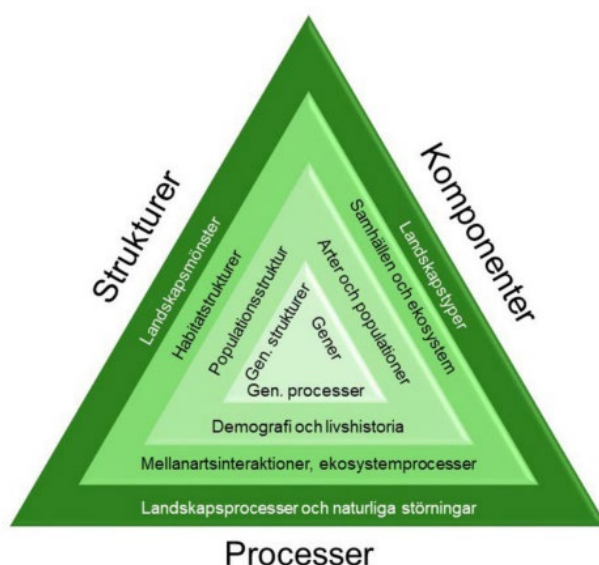 Strukturer
Komponenter
Landskapsmönster
Habitatstrukturer
Populationsstruktur
Gen. strukturer
Gener
Arter och populationer
Samhällen och ekosystem
Landskapstyper
Gen. processer
Demografi och livshistoria
Mellanartsinteraktioner, ekosystemprocesser
Landskapsprocesser och naturliga störningar
Processer